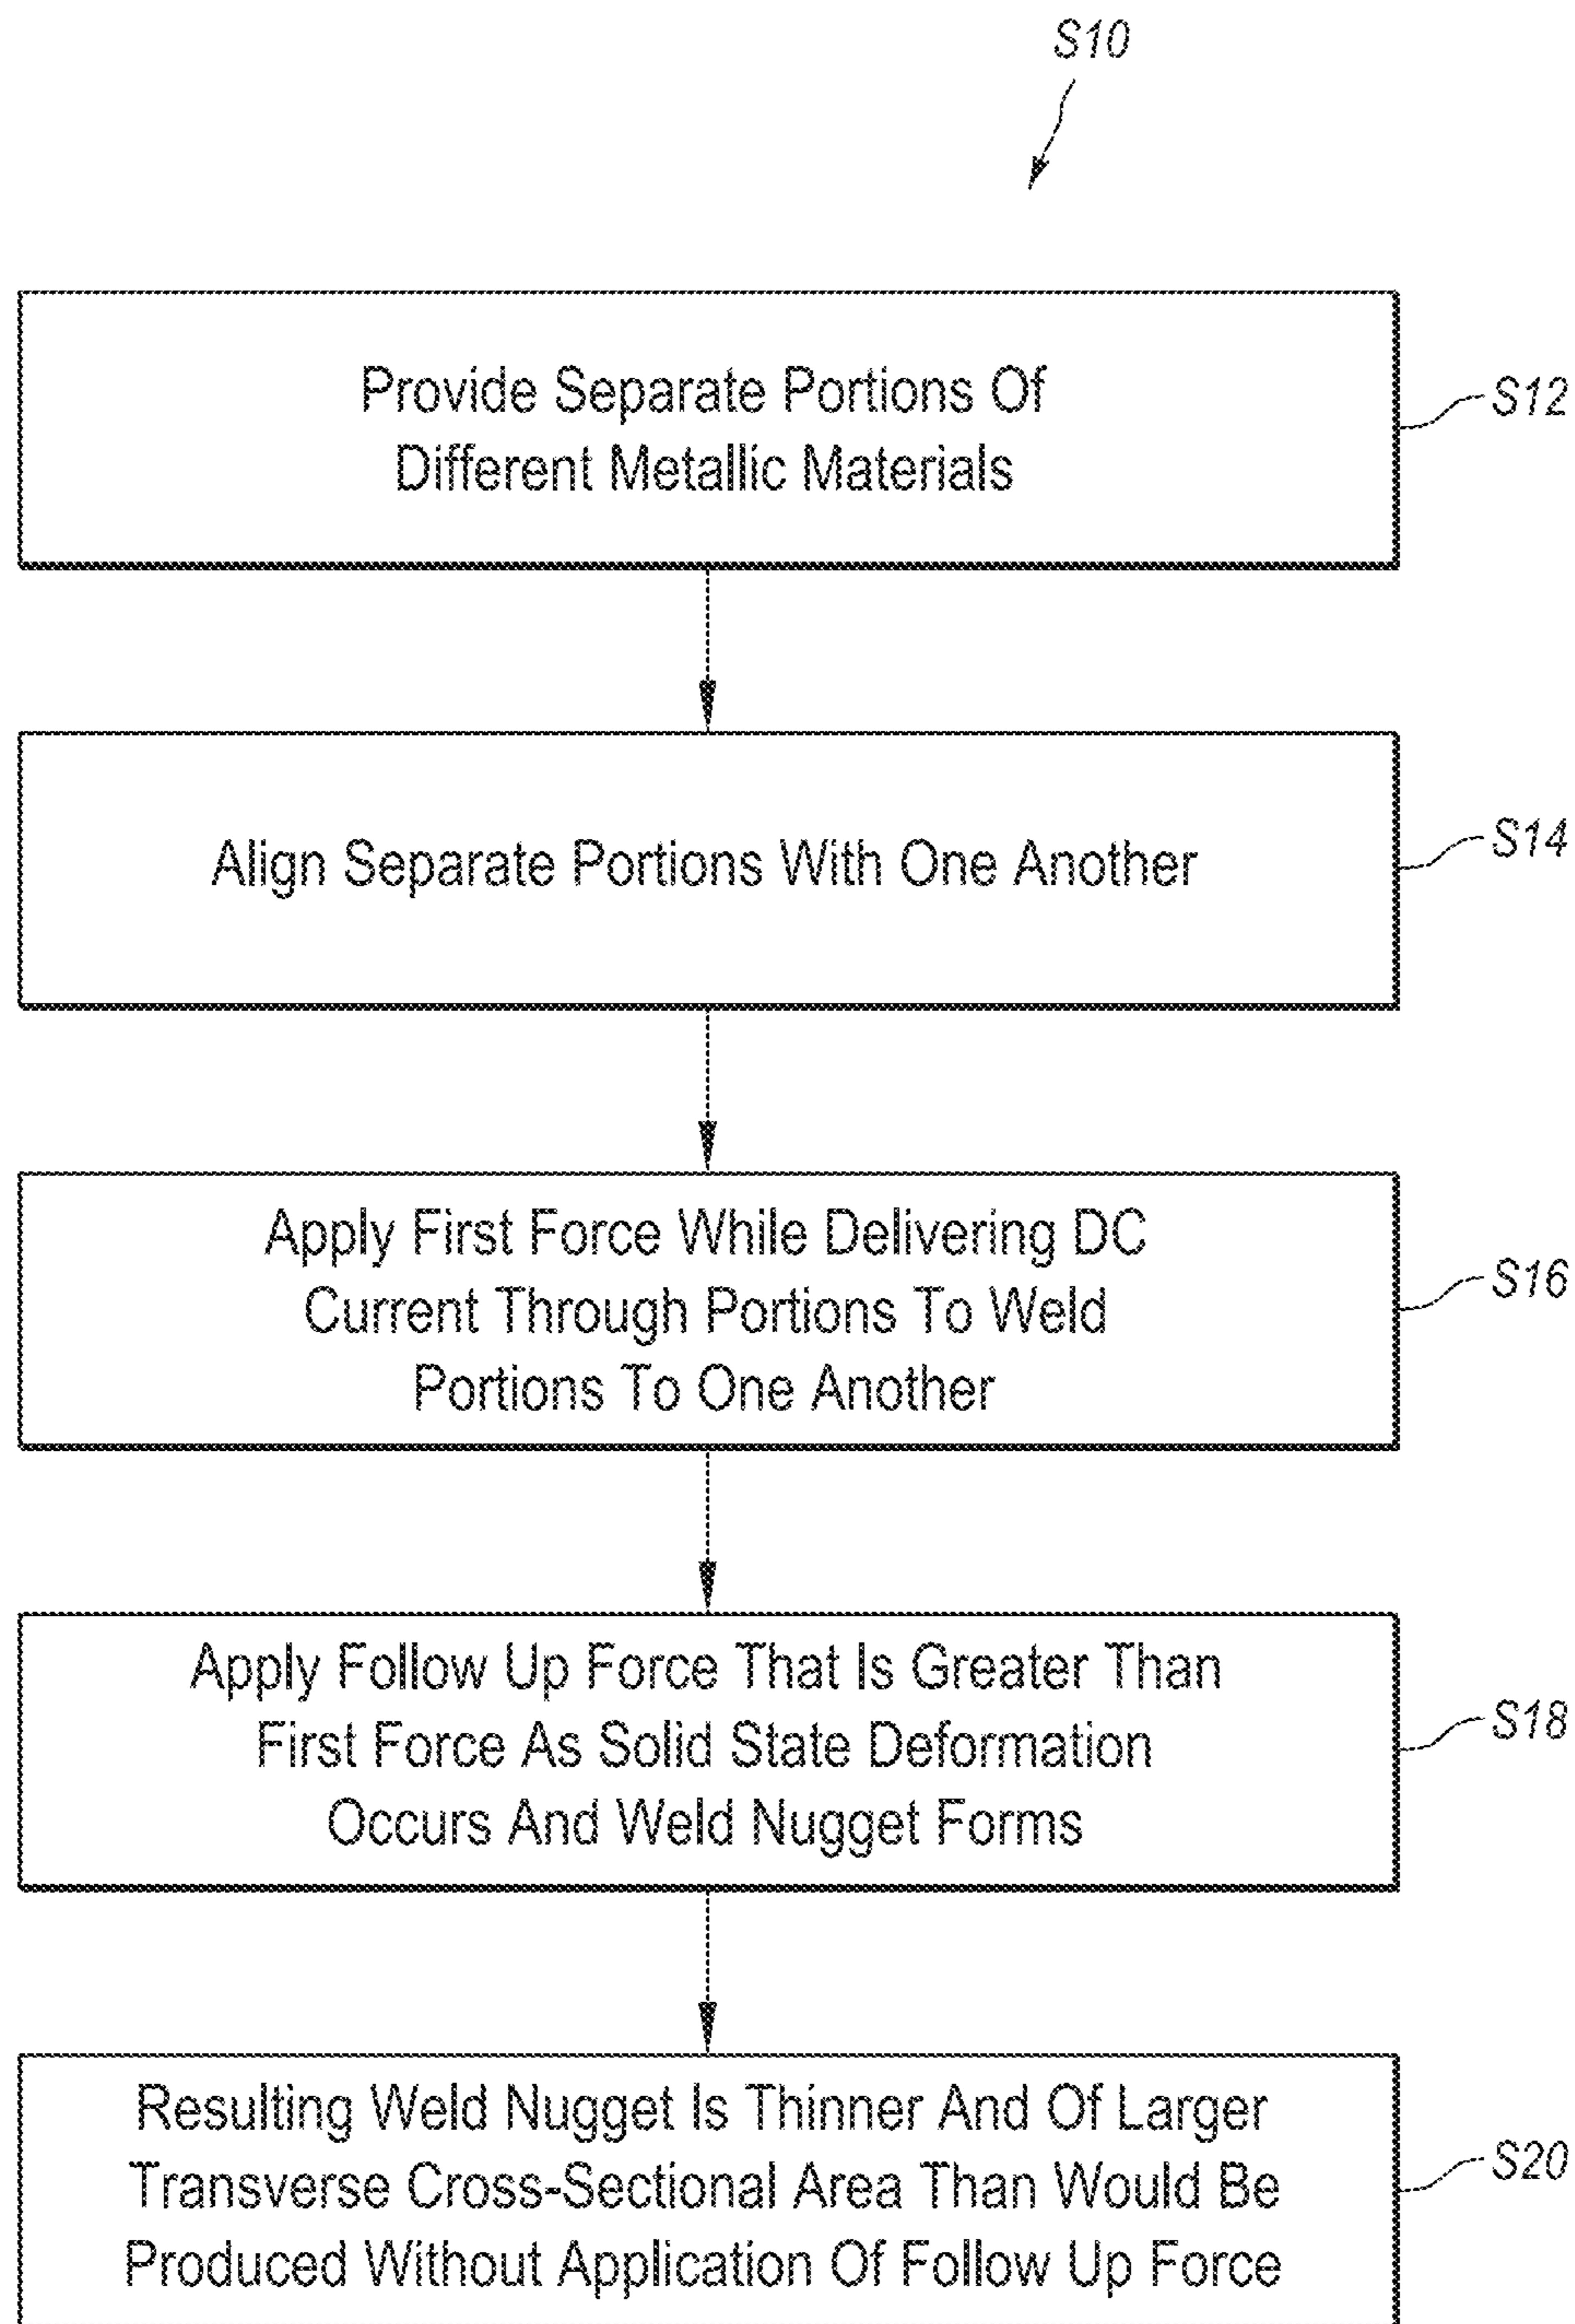 S10
Provide Separate Portions Of
Different Metallic Materials
S12
Align Separate Portions With One Another
S14
Apply First Force While Delivering DC
Current Through Portions To Weld
Portions To One Another
S16
Apply Follow Up Force That Is Greater Than
First Force As Solid State Deformation
Occurs And Weld Nugget Forms
S18
Resulting Weld Nugget Is Thinner And Of Larger
Transverse Cross-Sectional Area Than Would Be
Produced Without Application Of Follow Up Force
S20